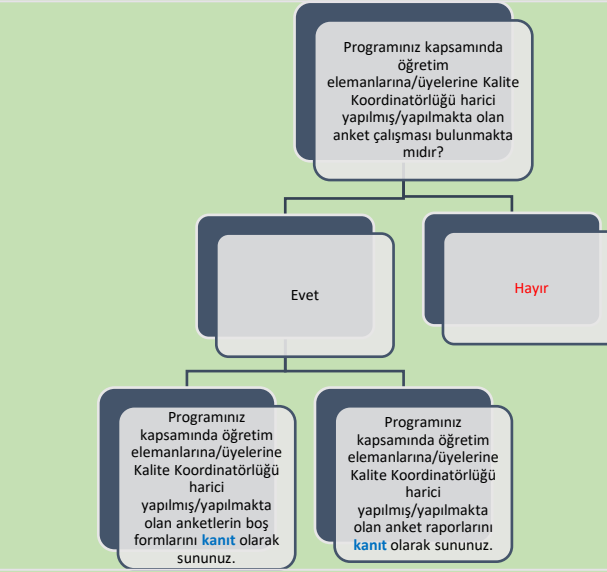 Programınız kapsamında
öğretim
elemanlarına/üyelerine Kalite
Koordinatörlüğü harici
yapılmış/yapılmakta olan
anket çalışması bulunmakta
mıdır?
Evet
Hayır
Programınız
kapsamında öğretim
elemanlarına/üyelerine
Kalite Koordinatörlüğü
harici
yapılmış/yapılmakta
olan anketlerin boş
formlarını kanıt olarak
sununuz.
Programınız
kapsamında öğretim
elemanlarına/üyelerine
Kalite Koordinatörlüğü
harici
yapılmış/yapılmakta
olan anket raporlarını
kanıt olarak sununuz.